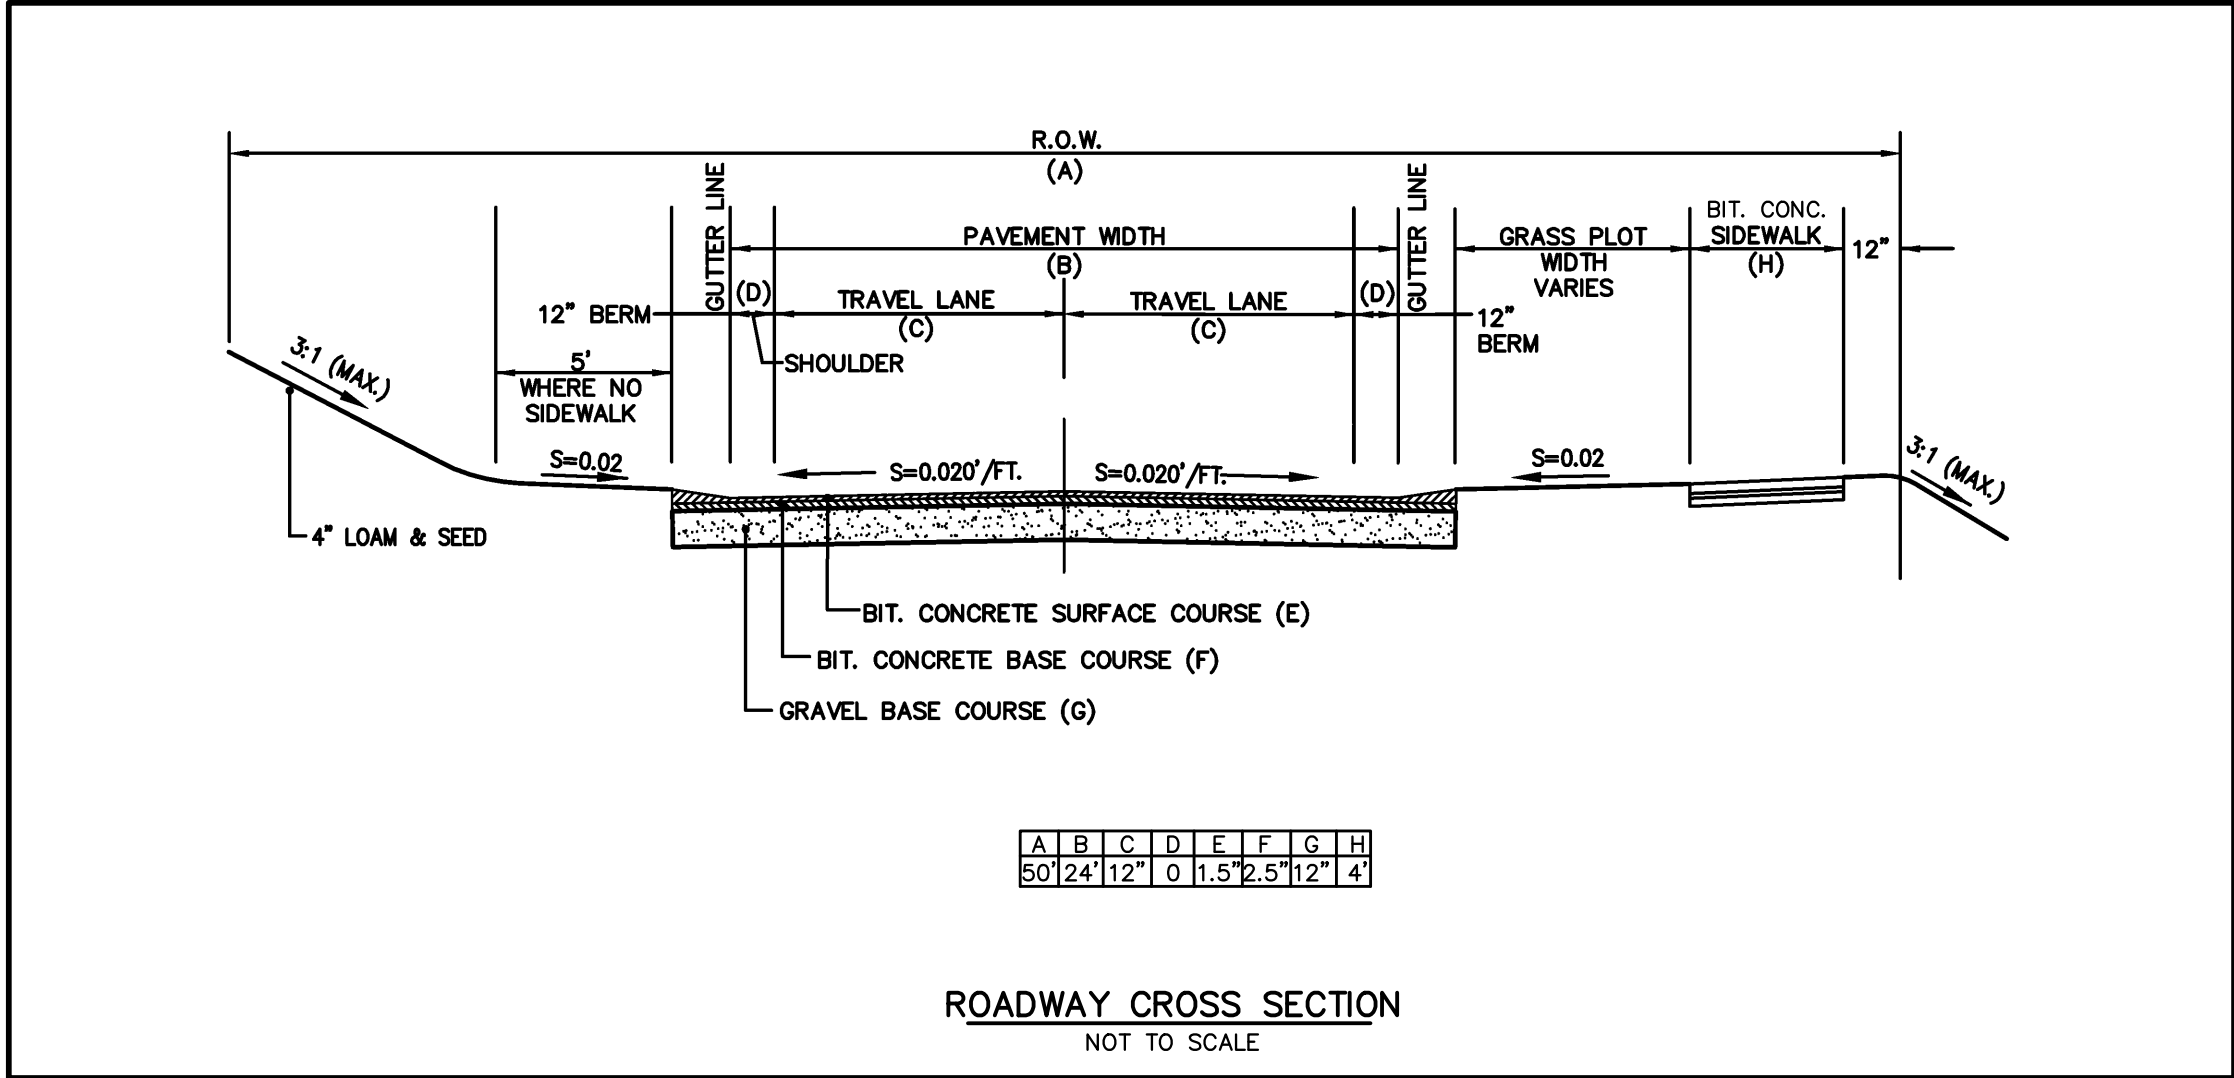 R.O.W.
(A)
GUTTER LINE
GUTTER LINE
PAVEMENT WIDTH
(B)
GRASS PLOT
WIDTH
VARIES
BIT. CONC.
SIDEWALK
(H)
12"
(D)
(D)
12" BERM
TRAVEL LANE
(C)
TRAVEL LANE
(C)
12"
BERM
SHOULDER
5'
WHERE NO
SIDEWALK
3:1 (MAX.)
S=0.02
S=0.020'/FT.
S=0.020'/FT.
S=0.02
3:1 (MAX.)
4" LOAM & SEED
BIT. CONCRETE SURFACE COURSE (E)
BIT. CONCRETE BASE COURSE (F)
GRAVEL BASE COURSE (G)
A B C D E F G H
50' 24' 12" 0 1.5" 2.5" 12" 4'
ROADWAY CROSS SECTION
NOT TO SCALE